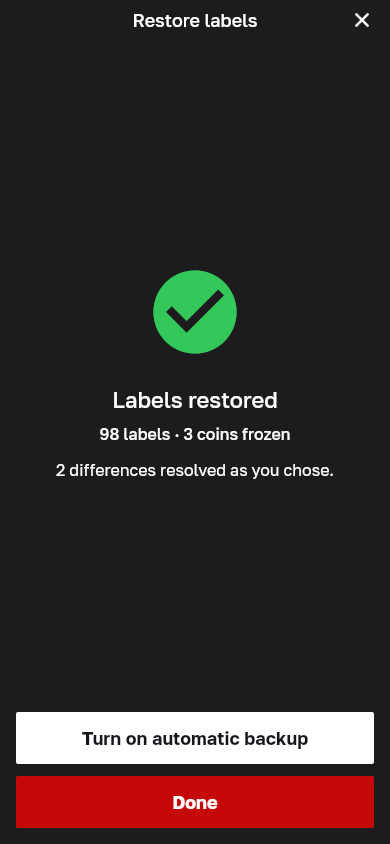 Restore labels
Labels restored
98 labels · 3 coins frozen
2 differences resolved as you chose.
Turn on automatic backup
Done